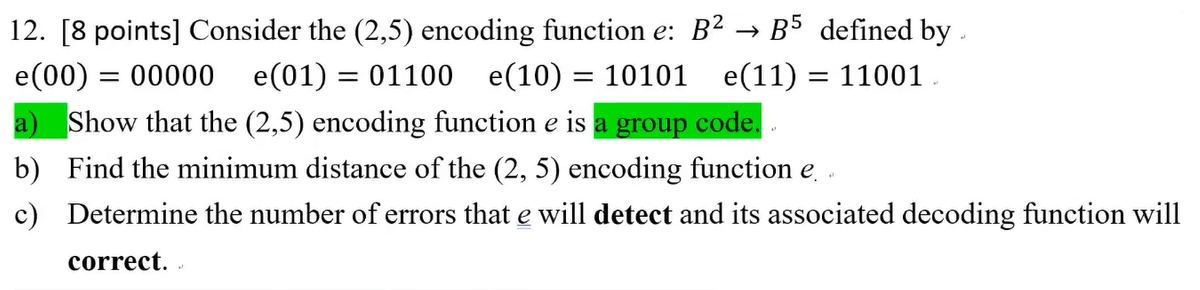 12. [8 points] Consider the (2,5) encoding function e: B² → B⁵ defined by
e(00) = 00000 e(01) = 01100 e(10) = 10101 e(11) = 11001
a) Show that the (2,5) encoding function e is a group code.
b) Find the minimum distance of the (2, 5) encoding function e.
c) Determine the number of errors that e will detect and its associated decoding function will
correct.